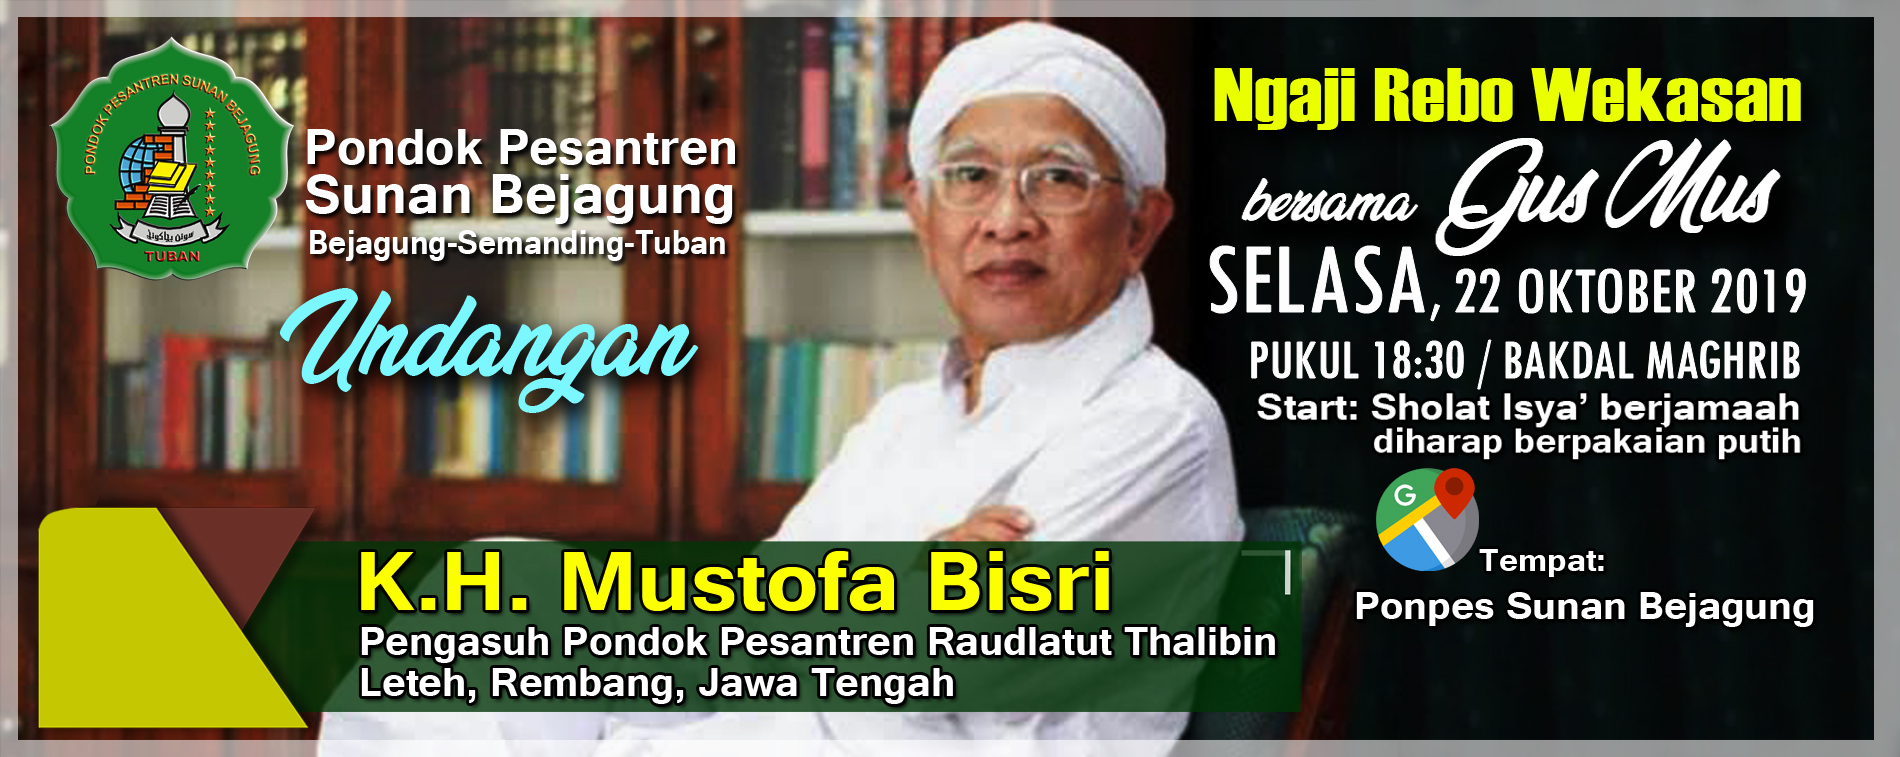 PONDOK PESANTREN SUNAN BEJAGUNG
TUBAN
Pondok Pesantren
Sunan Bejagung
Bejagung-Semanding-Tuban
Undangan
K.H. Mustofa Bisri
Pengasuh Pondok Pesantren Raudlatut Thalibin
Leteh, Rembang, Jawa Tengah
Ngaji Rebo Wekasan
bersama Gus Mus
SELASA, 22 OKTOBER 2019
PUKUL 18:30 / BAKDAL MAGHRIB
Start: Sholat Isya’ berjamaah
diharap berpakaian putih
G
Tempat:
Ponpes Sunan Bejagung